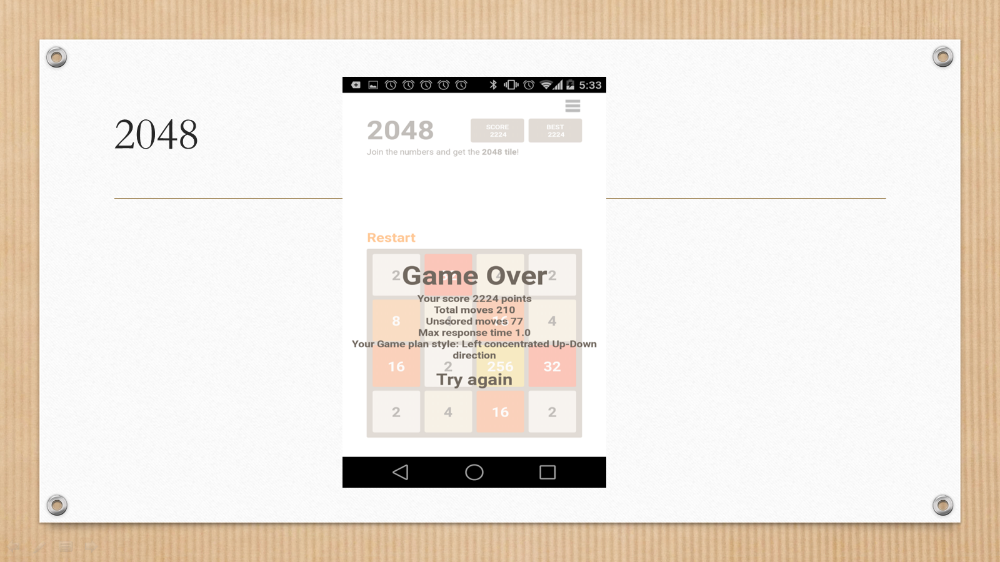 2048
5:33
2048
SCORE
2224
BEST
2224
Join the numbers and get the 2048 tile!
Restart
2 4 2
Game Over
Your score 2224 points
Total moves 210
8 4 16 4
Unscored moves 77
Max response time 1.0
Your Game plan style: Left concentrated Up-Down
direction
16 2 256 32
Try again
2 4 16 2